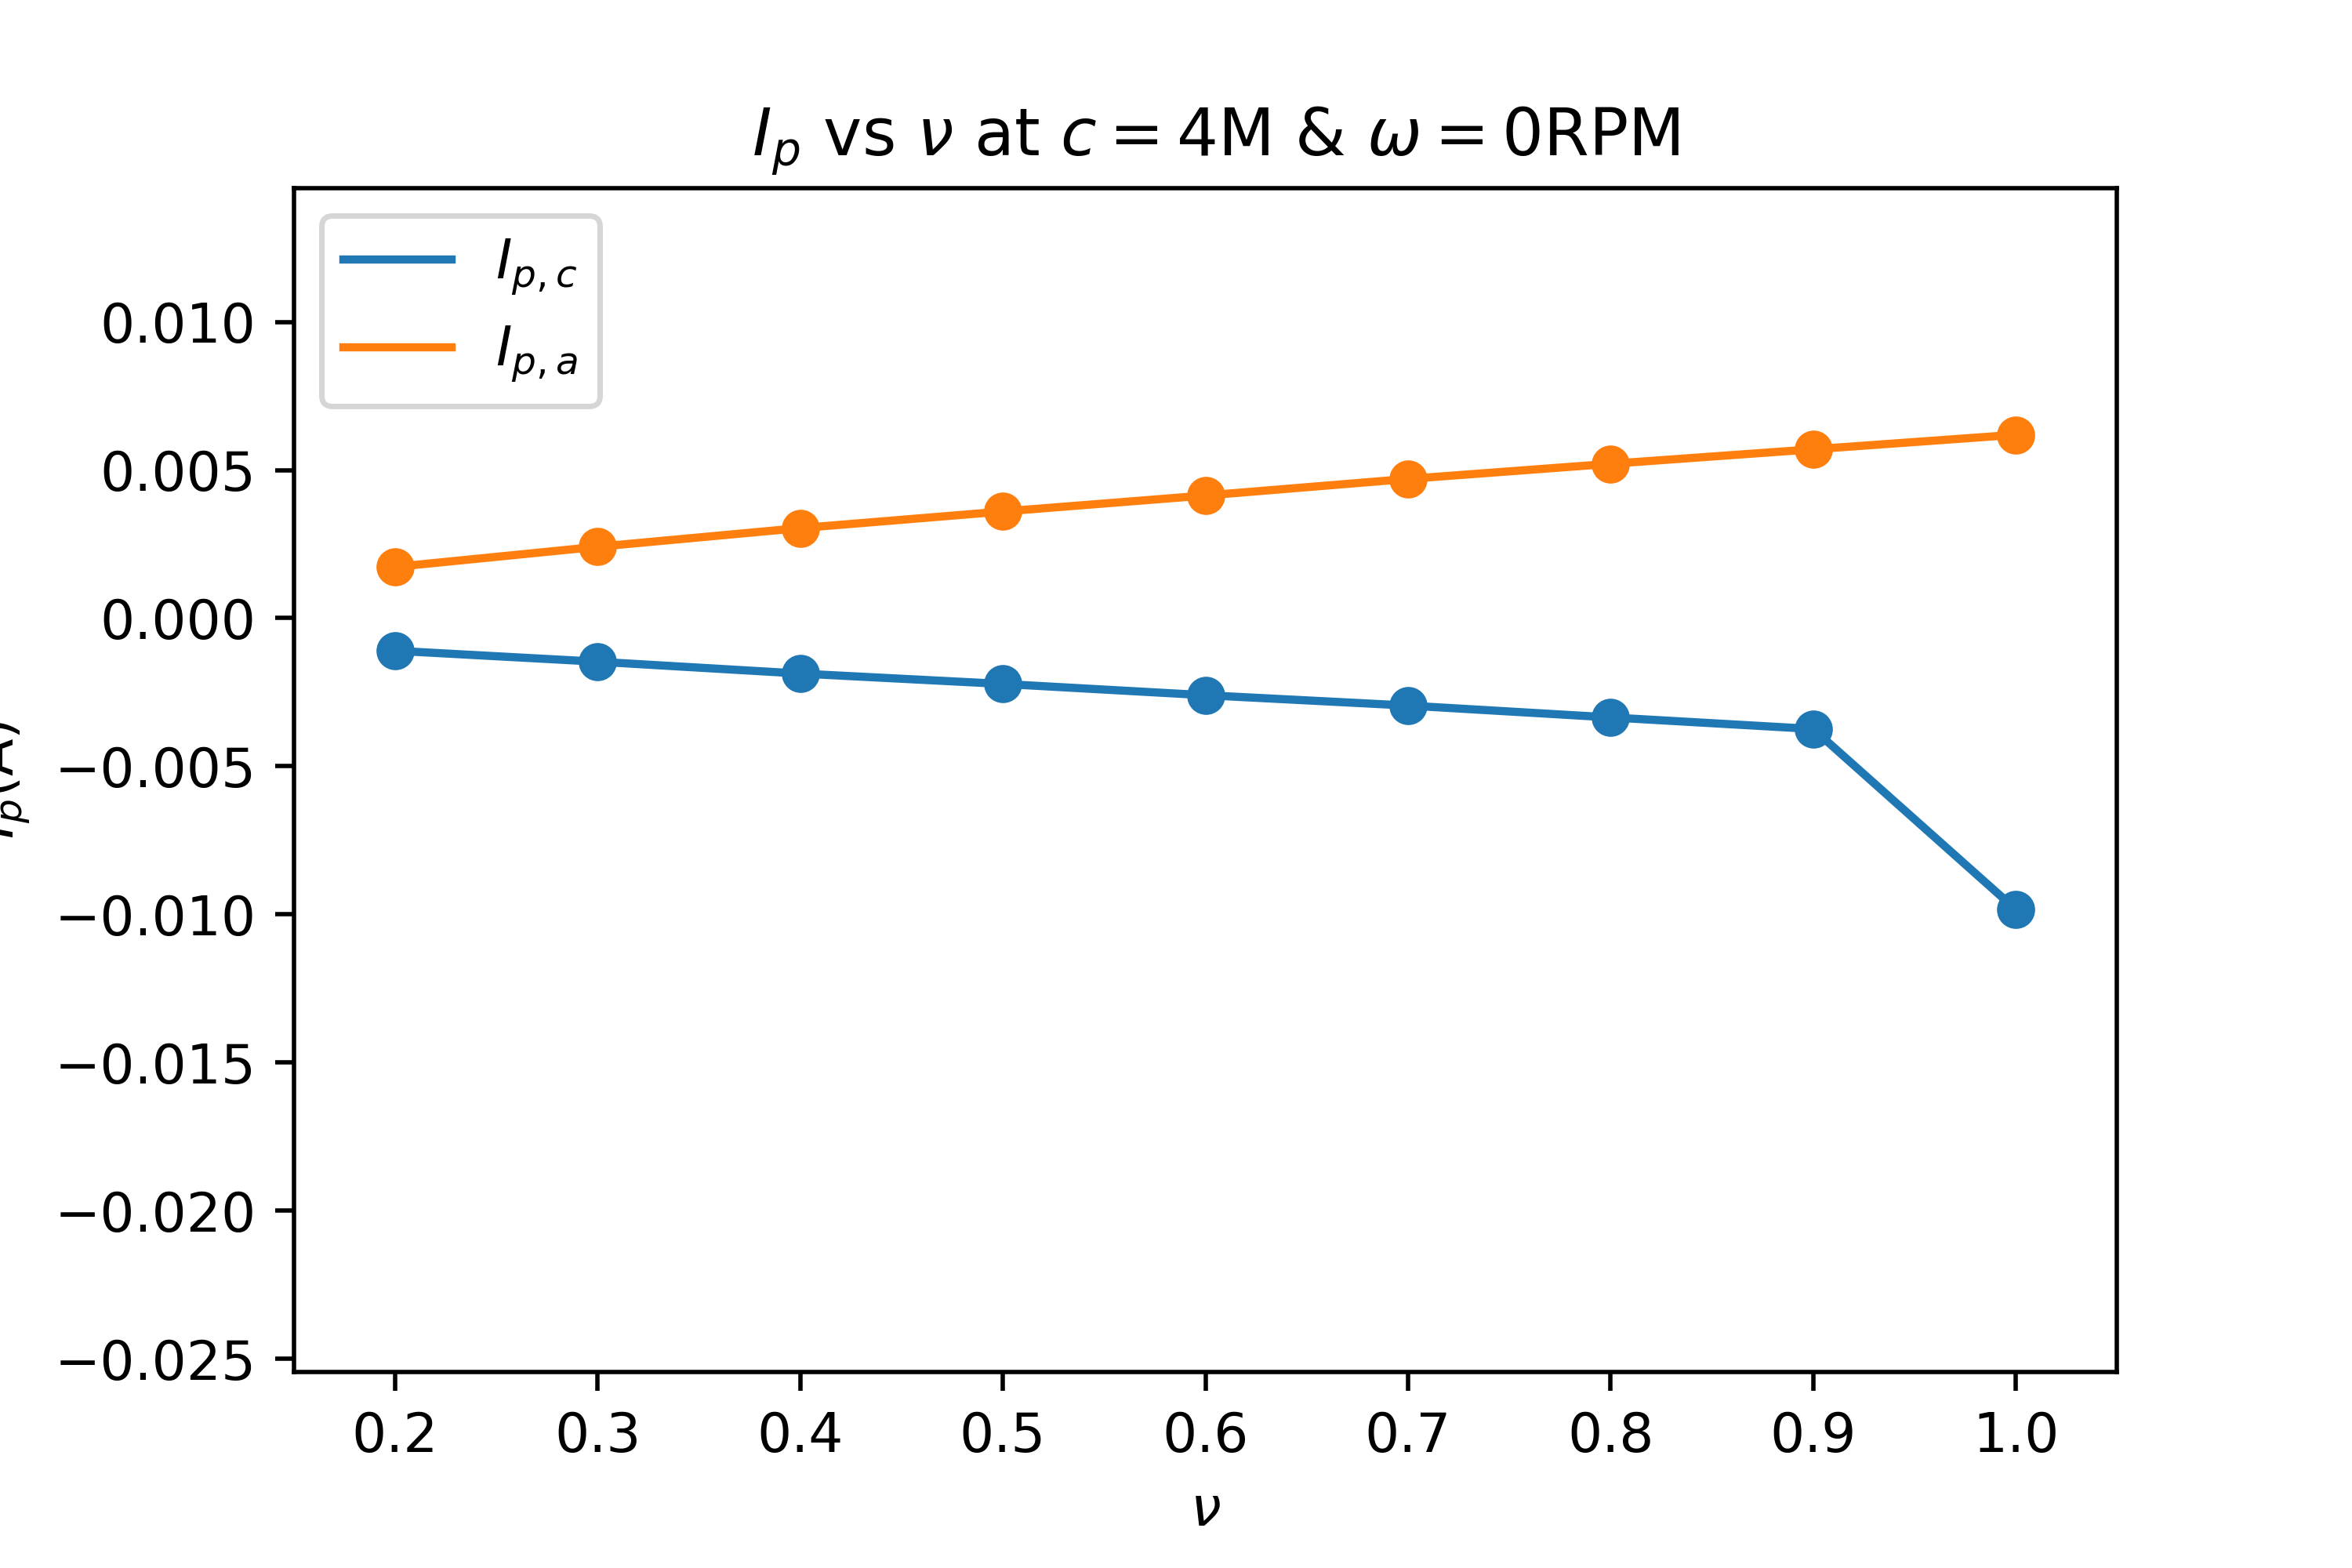 I_p vs ν at c = 4M & ω = 0RPM
I_{p,c}
I_{p,a}
0.010
0.005
0.000
−0.005
−0.010
−0.015
−0.020
−0.025
I_p(A)
0.2 0.3 0.4 0.5 0.6 0.7 0.8 0.9 1.0
ν